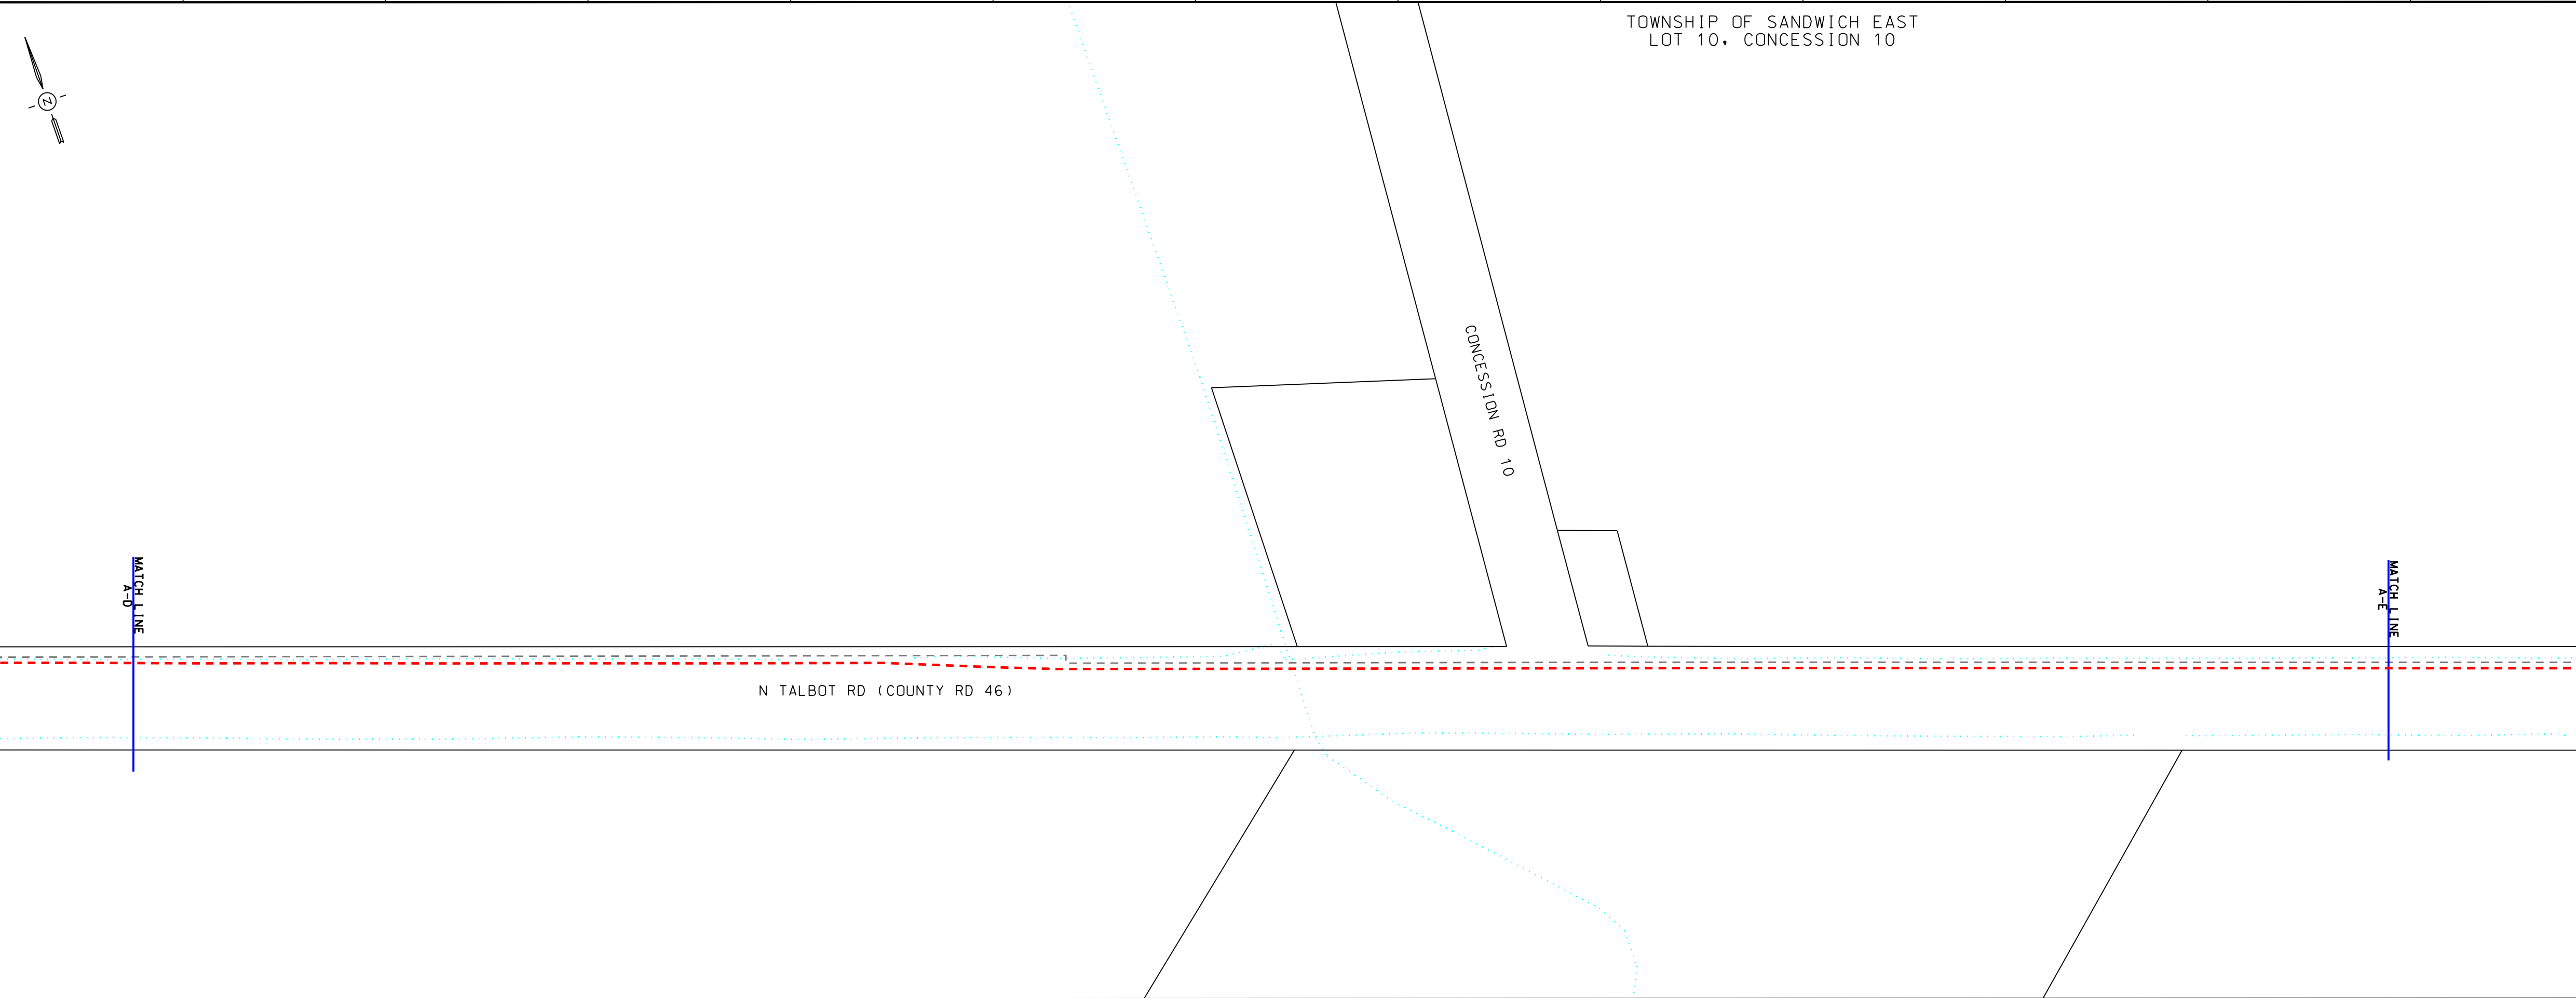 TOWNSHIP OF SANDWICH EAST
LOT 10, CONCESSION 10
N
CONCESSION RD 10
MATCH LINE
A-D
MATCH LINE
A-E
N TALBOT RD (COUNTY RD 46)